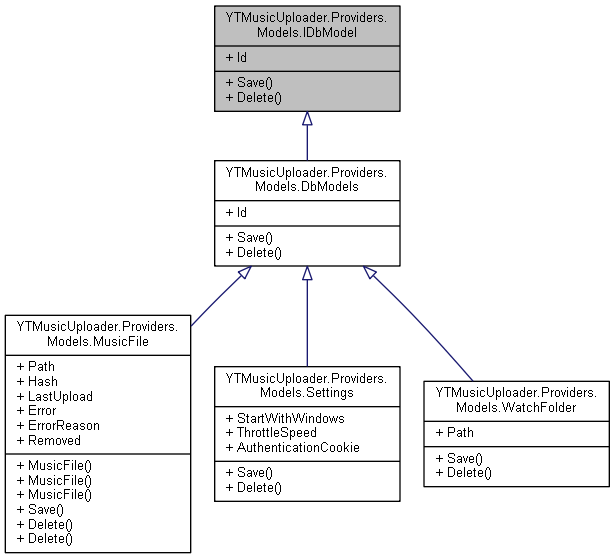 YTMusicUploader.Providers.
Models.IDbModel
+ Id
+ Save()
+ Delete()
YTMusicUploader.Providers.
Models.DbModels
+ Id
+ Save()
+ Delete()
YTMusicUploader.Providers.
Models.MusicFile
+ Path
+ Hash
+ LastUpload
+ Error
+ ErrorReason
+ Removed
+ MusicFile()
+ MusicFile()
+ MusicFile()
+ Save()
+ Delete()
+ Delete()
YTMusicUploader.Providers.
Models.Settings
+ StartWithWindows
+ ThrottleSpeed
+ AuthenticationCookie
+ Save()
+ Delete()
YTMusicUploader.Providers.
Models.WatchFolder
+ Path
+ Save()
+ Delete()